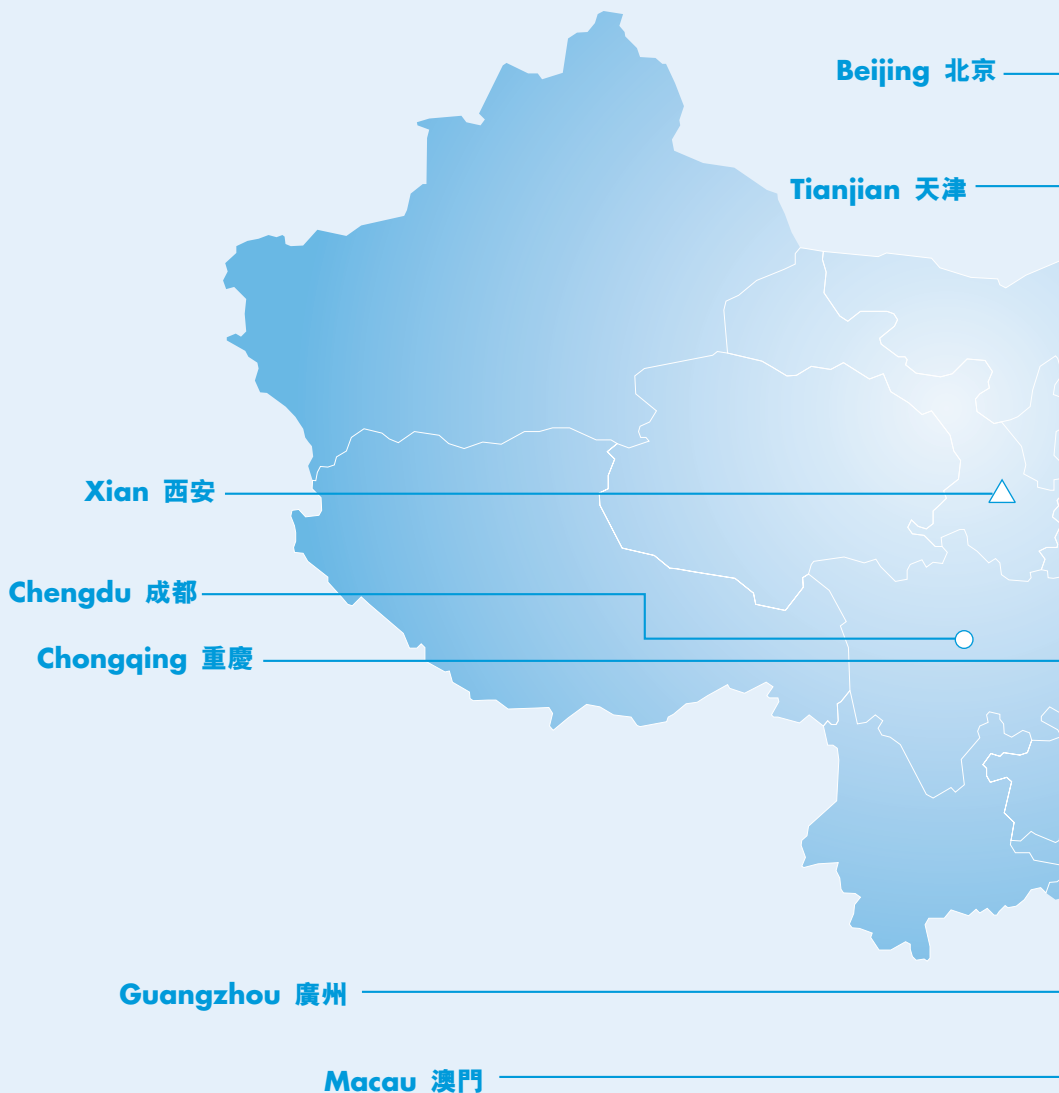 Beijing 北京
Tianjian 天津
Xian 西安
Chengdu 成都
Chongqing 重慶
Guangzhou 廣州
Macau 澳門